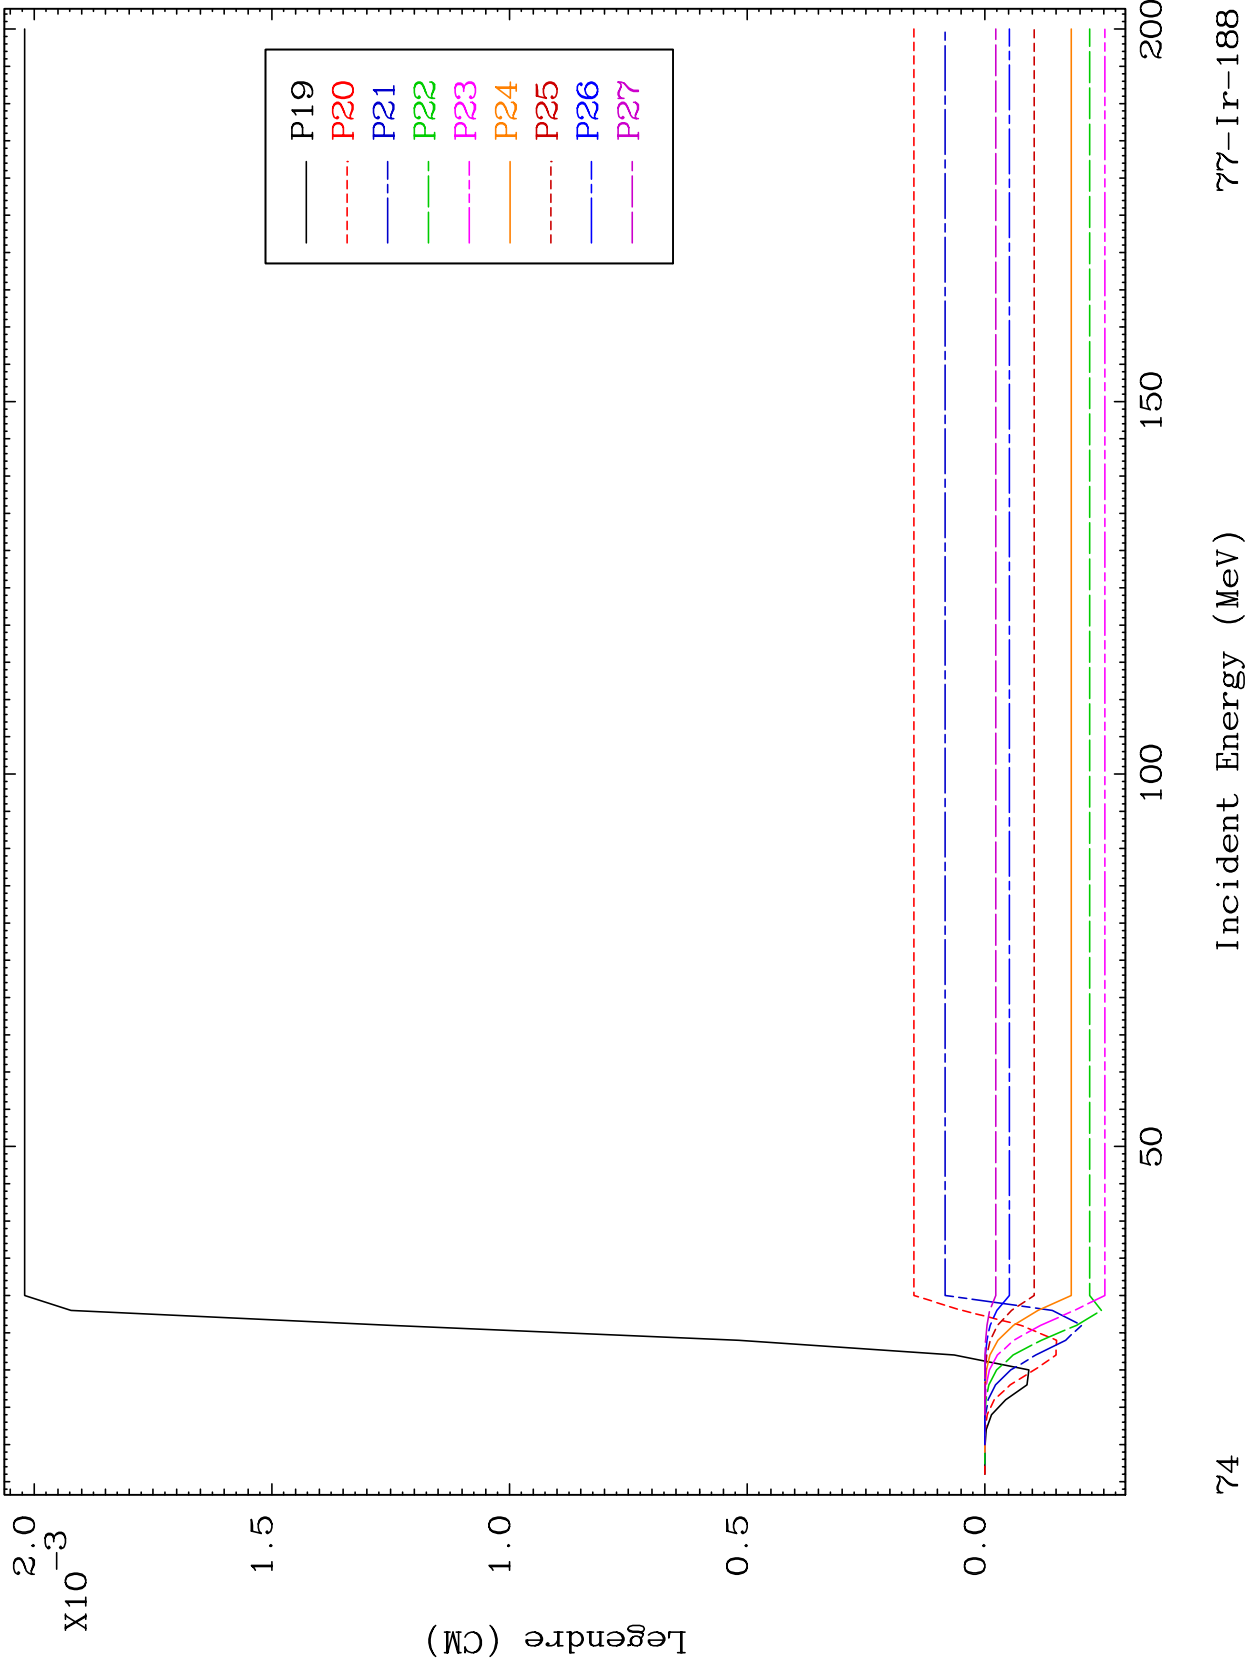 2.0
X10-3
1.5
1.0
0.5
0.0
Legendre (CM)
P19
P20
P21
P22
P23
P24
P25
P26
P27
50
100
150
200
Incident Energy (MeV)
74
77-Ir-188